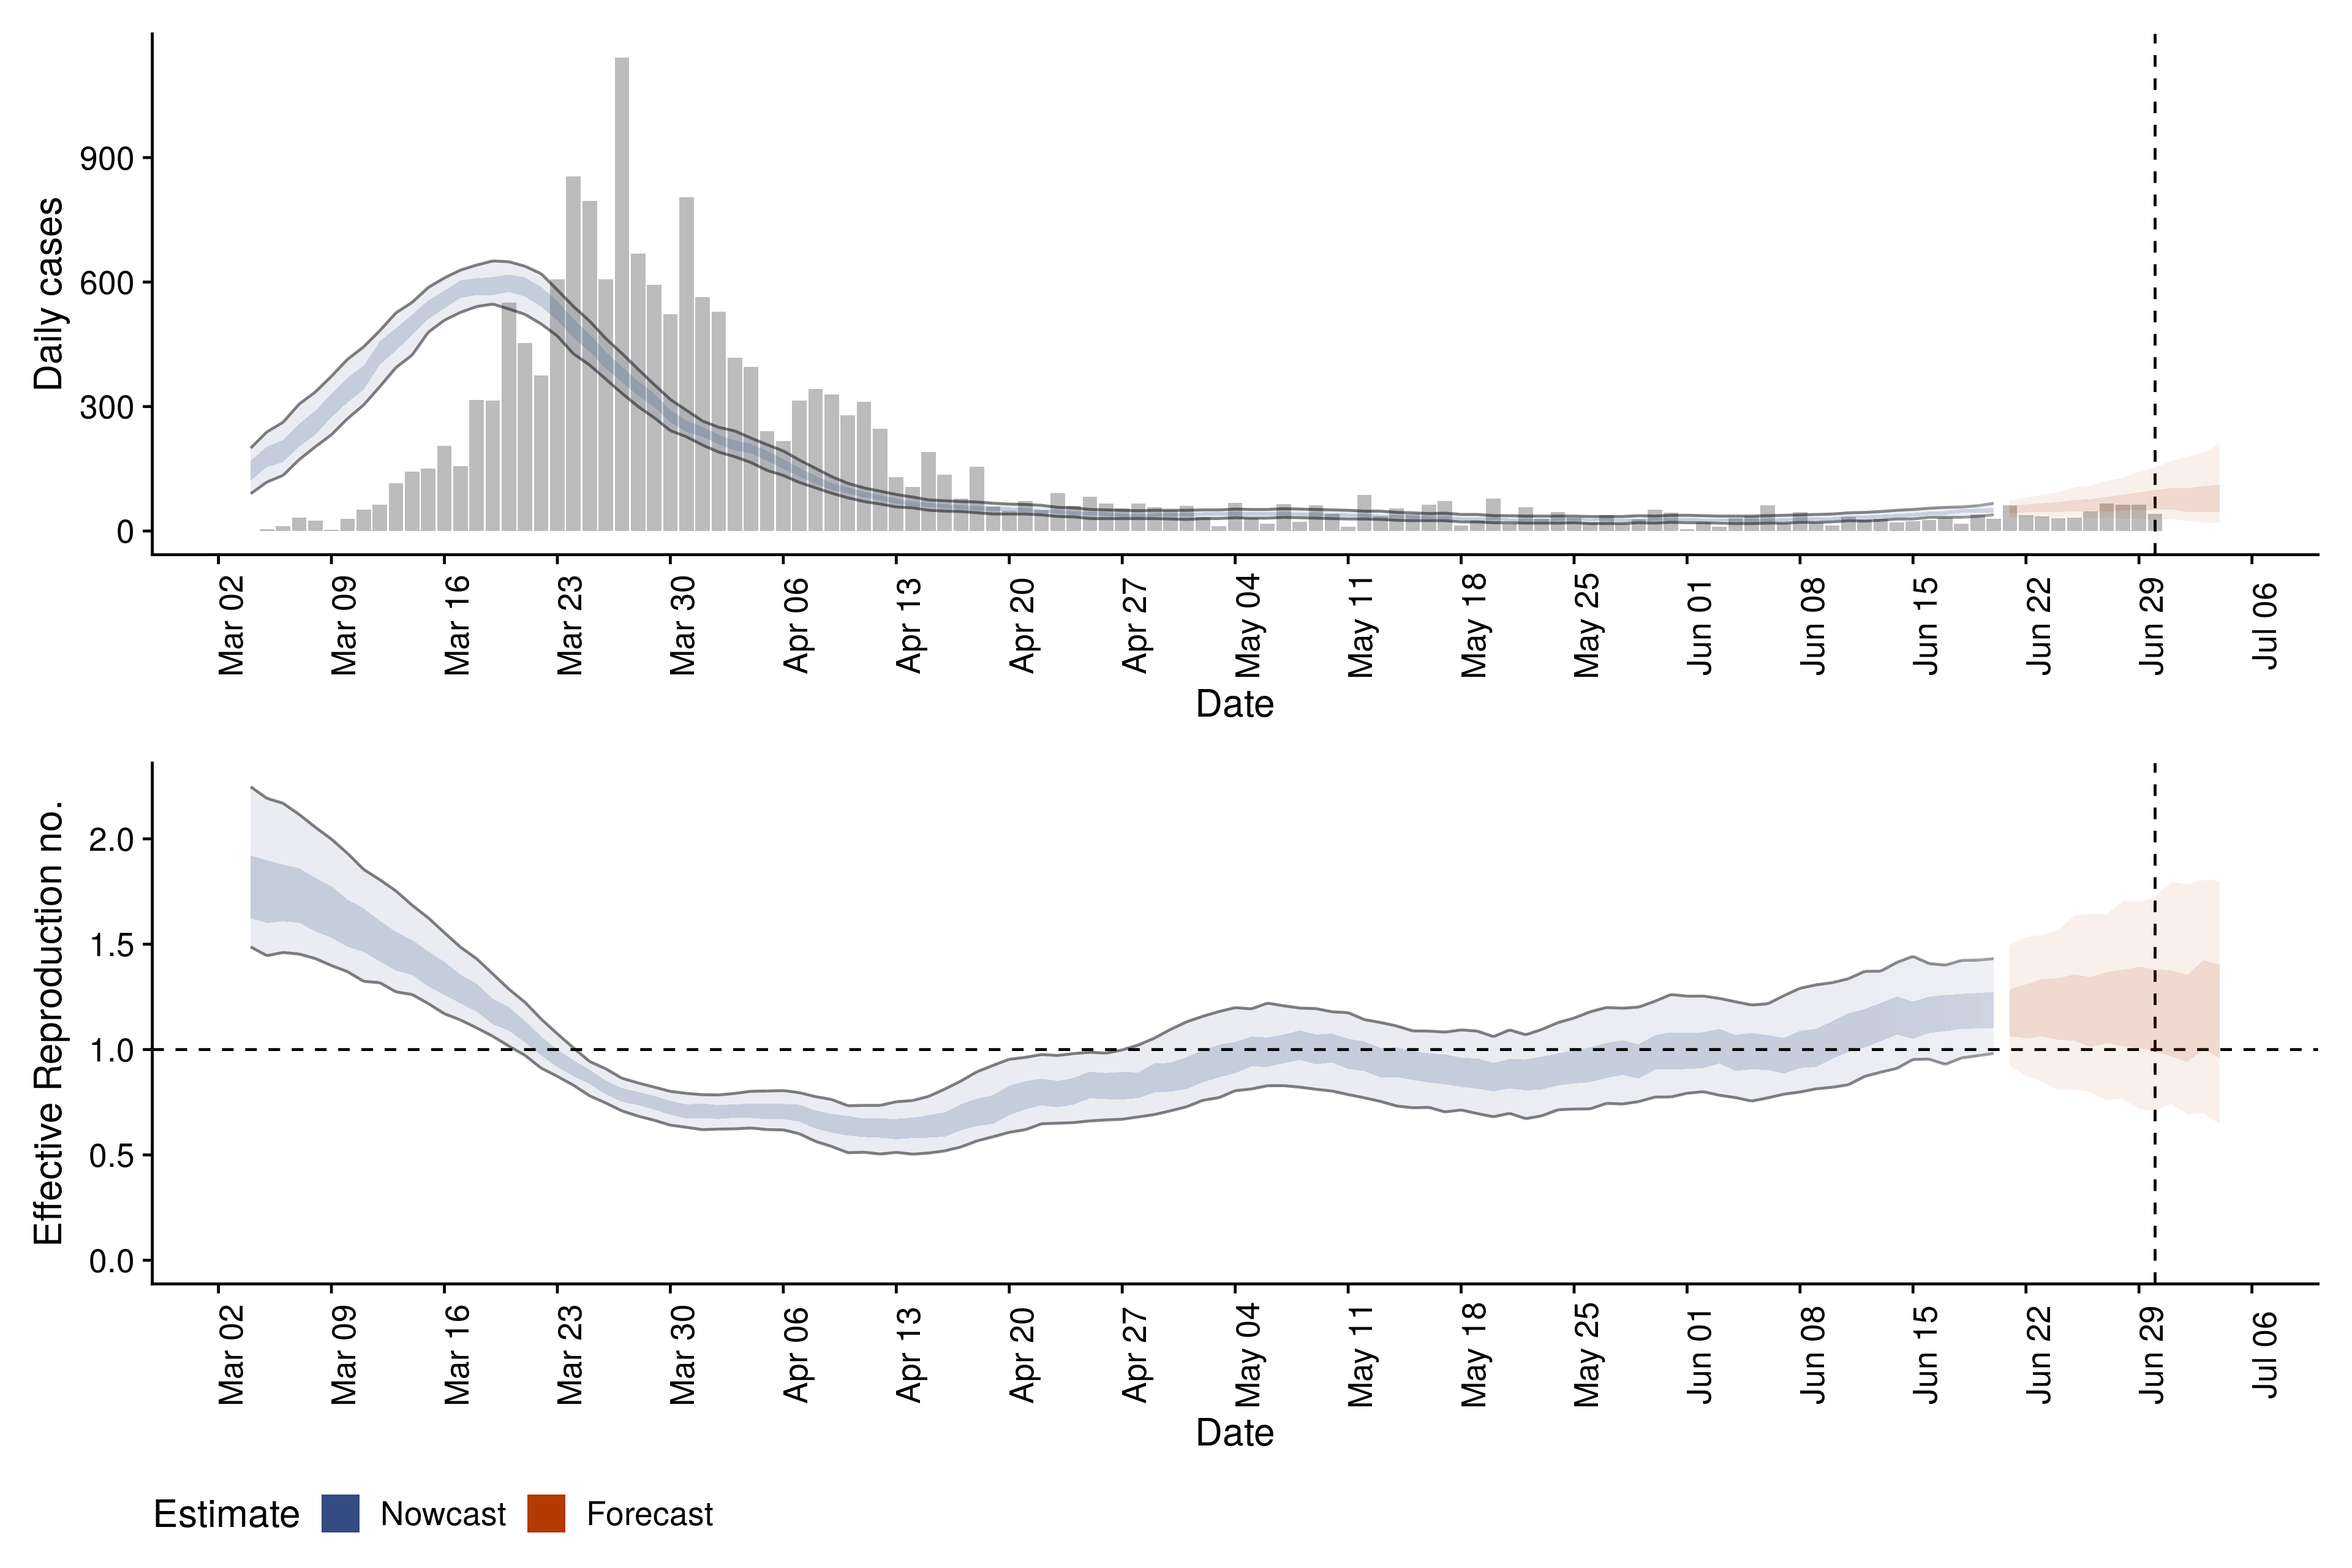 Daily cases
900
600
300
0
Mar 02
Mar 09
Mar 16
Mar 23
Mar 30
Apr 06
Apr 13
Apr 20
Apr 27
May 04
May 11
May 18
May 25
Jun 01
Jun 08
Jun 15
Jun 22
Jun 29
Jul 06
Date
Effective Reproduction no.
2.0
1.5
1.0
0.5
0.0
Mar 02
Mar 09
Mar 16
Mar 23
Mar 30
Apr 06
Apr 13
Apr 20
Apr 27
May 04
May 11
May 18
May 25
Jun 01
Jun 08
Jun 15
Jun 22
Jun 29
Jul 06
Date
Estimate Nowcast Forecast